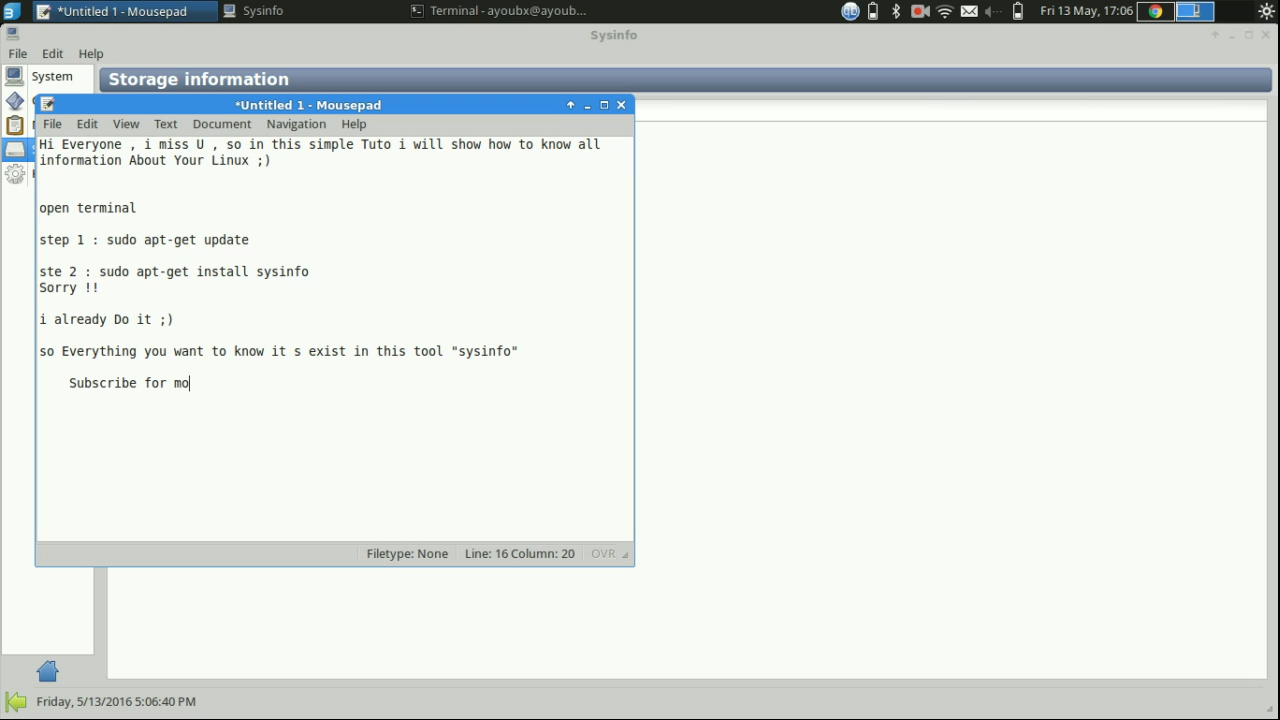 *Untitled 1 - Mousepad
Sysinfo
Terminal - ayoubx@ayoub...
Fri 13 May, 17:06
Sysinfo
File Edit Help
System
Storage information
*Untitled 1 - Mousepad
File Edit View Text Document Navigation Help
Hi Everyone , i miss U , so in this simple Tuto i will show how to know all
information About Your Linux ;)
open terminal
step 1 : sudo apt-get update
ste 2 : sudo apt-get install sysinfo
Sorry !!
i already Do it ;)
so Everything you want to know it s exist in this tool "sysinfo"
Subscribe for mo
Filetype: None Line: 16 Column: 20 OVR
Friday, 5/13/2016 5:06:40 PM